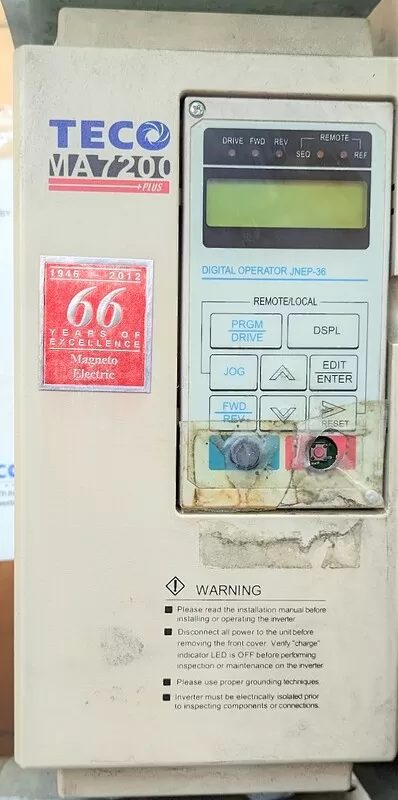 TECO
MA7200
+PLUS
DRIVE FWD REV REMOTE
SEQ REF
DIGITAL OPERATOR JNEP-36
REMOTE/LOCAL
PRGM
DRIVE
DSPL
JOG
EDIT
ENTER
FWD
REV
RESET
1946 - 2012
66
YEARS OF
EXCELLENCE
Magneto
Electric
WARNING
Please read the installation manual before
installing or operating the inverter.
Disconnect all power to the unit before
removing the front cover. Verify "charge"
indicator LED is OFF before performing
inspection or maintenance on the inverter
Please use proper grounding techniques.
Inverter must be electrically isolated prior
to inspecting components or connections.